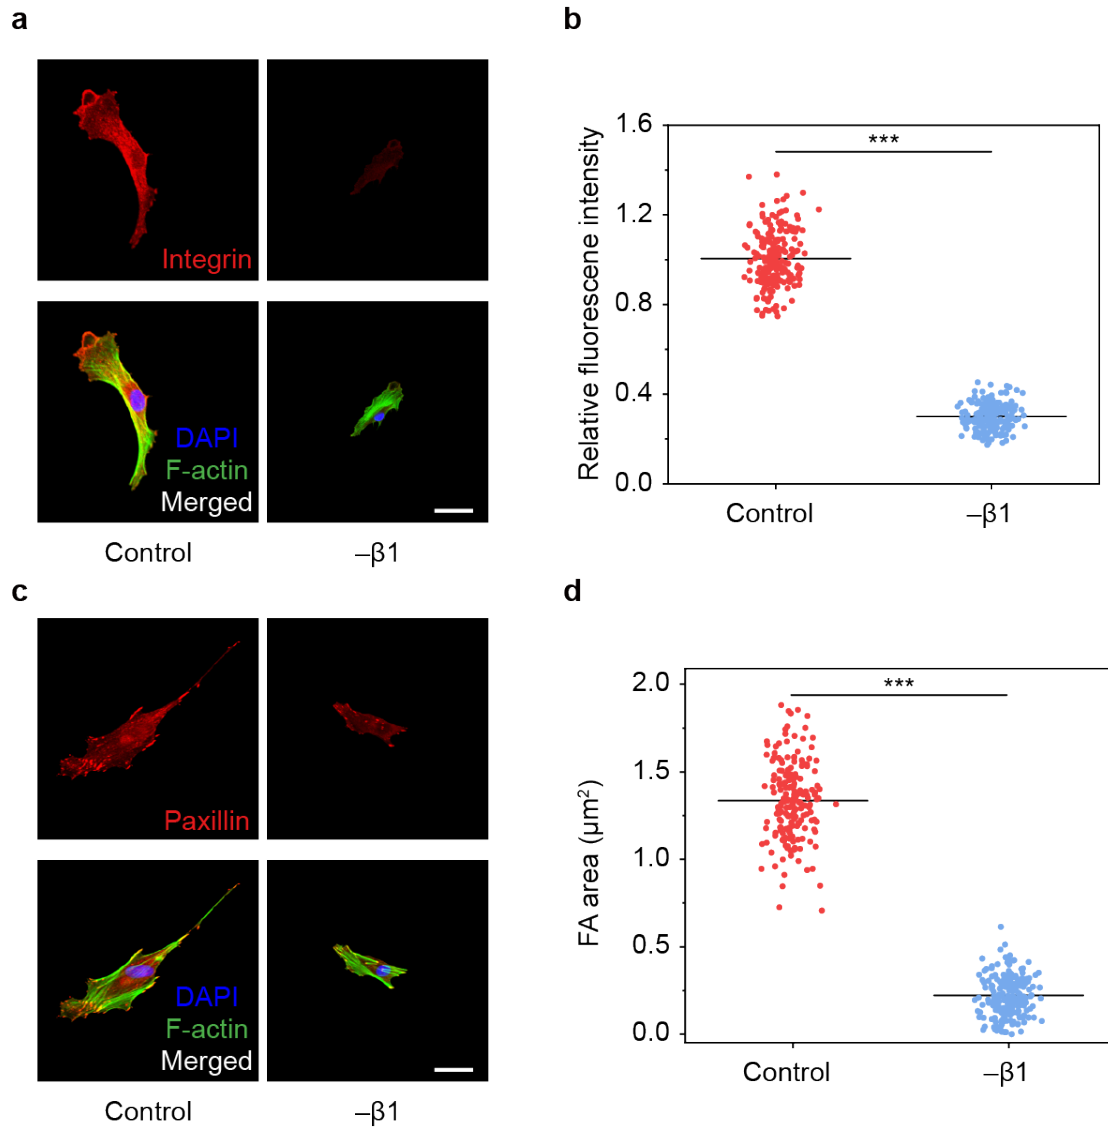 a
Integrin
DAPI
F-actin
Merged
Control
–β1
b
Relative fluorescene intensity
1.6
1.2
0.8
0.4
0.0
***
Control
–β1
c
Paxillin
DAPI
F-actin
Merged
Control
–β1
d
FA area (μm²)
2.0
1.5
1.0
0.5
0.0
***
Control
–β1